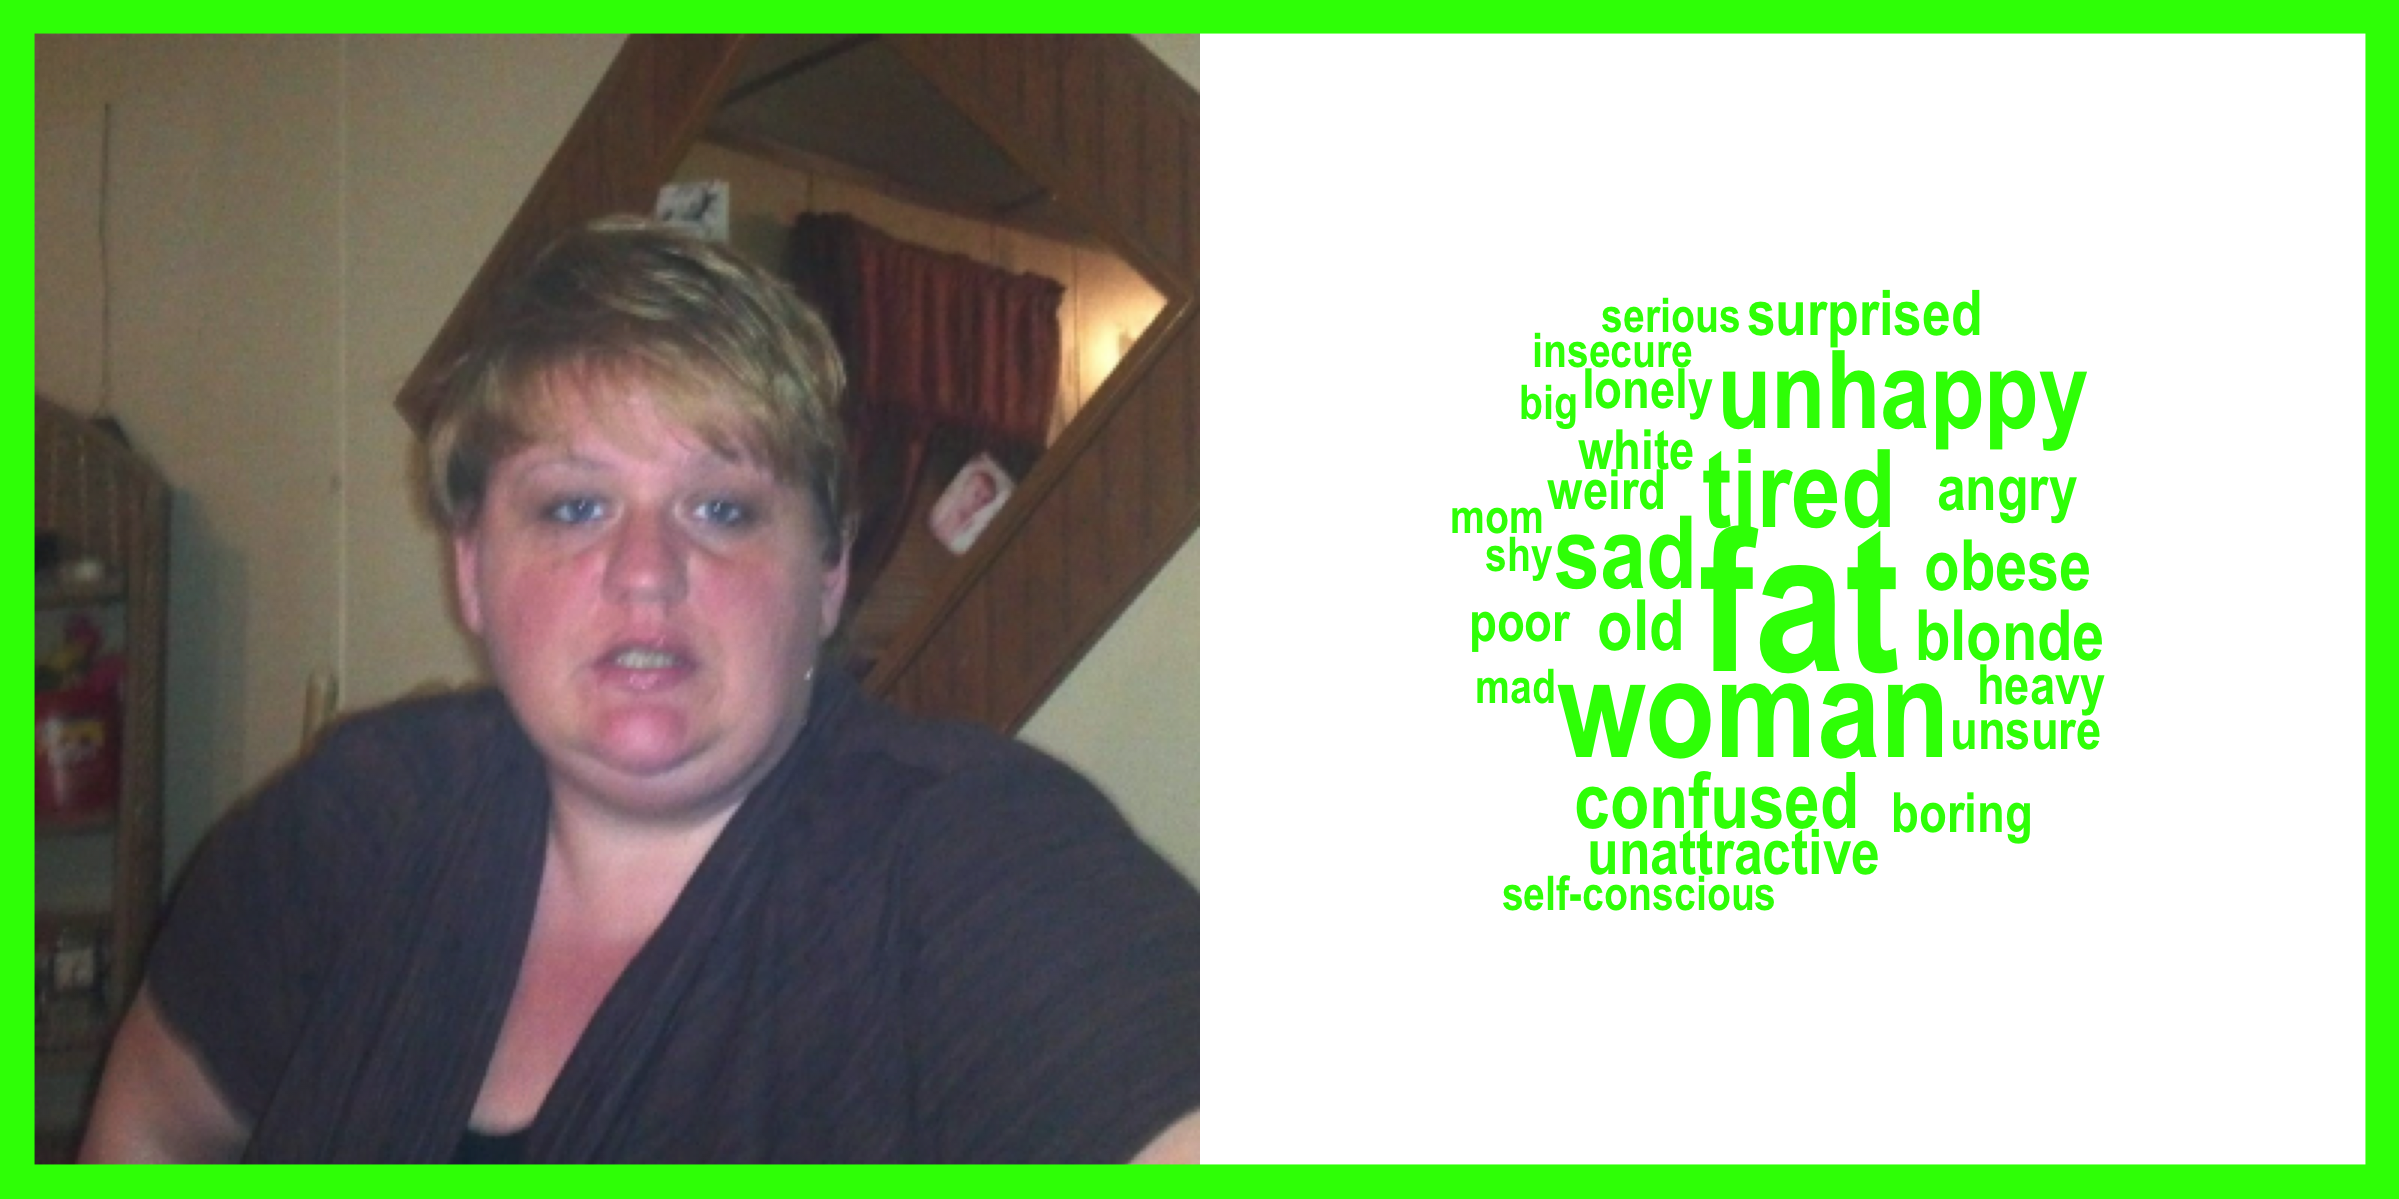 serious surprised
insecure
big lonely unhappy
white
weird tired angry
mom
shy sad fat obese
poor old blonde
mad woman heavy
unsure
confused boring
unattractive
self-conscious